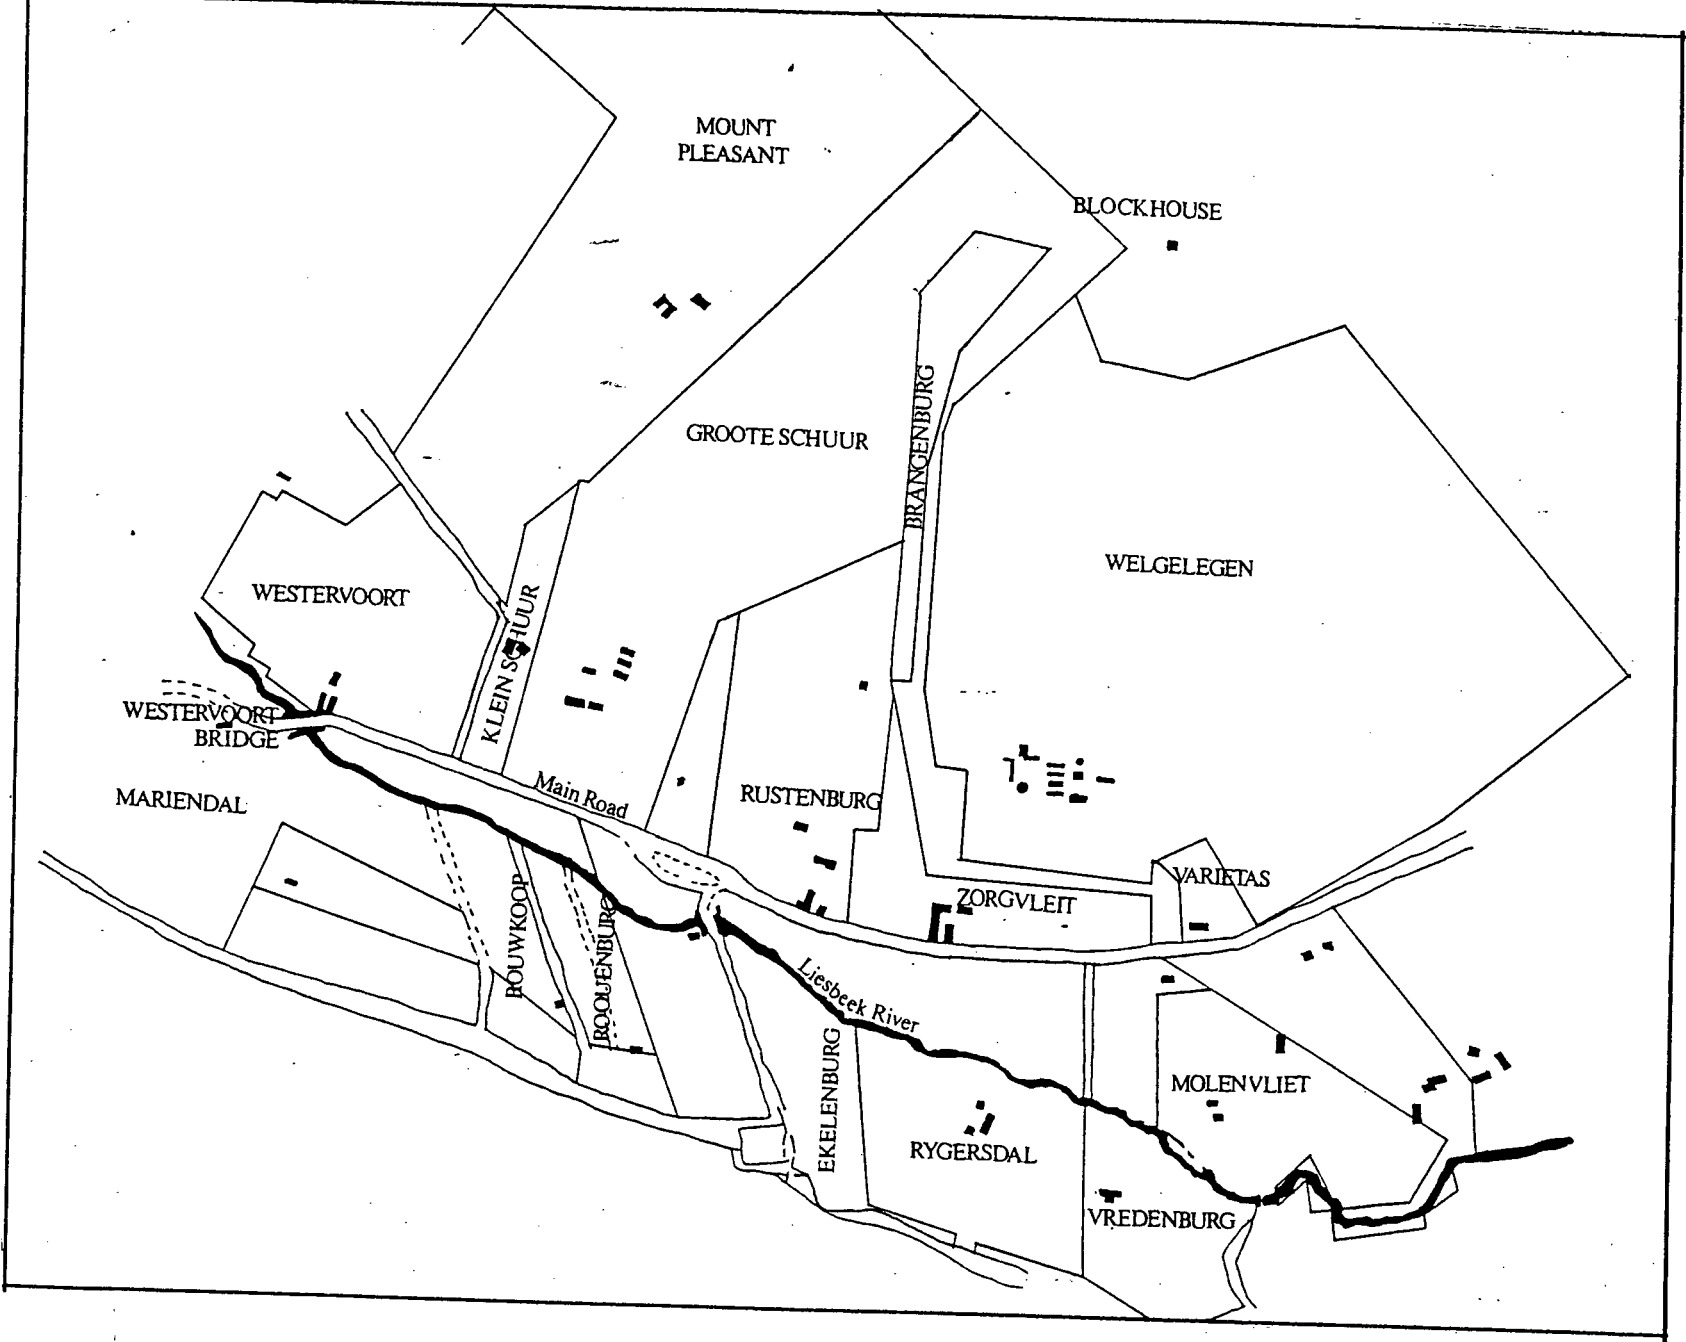 MOUNT
PLEASANT
BLOCKHOUSE
BRANGENBURG
GROOTE SCHUUR
WELGELEGEN
WESTERVOORT
KLEIN SCHUUR
WESTERVOORT
BRIDGE
MARIENDAL
Main Road
RUSTENBURG
VARIETAS
ZORGVLEIT
BOUWKOOP
ROOUENBURG
Liesbeek River
EKELENBURG
MOLENVLIET
RYGERSDAL
VREDENBURG